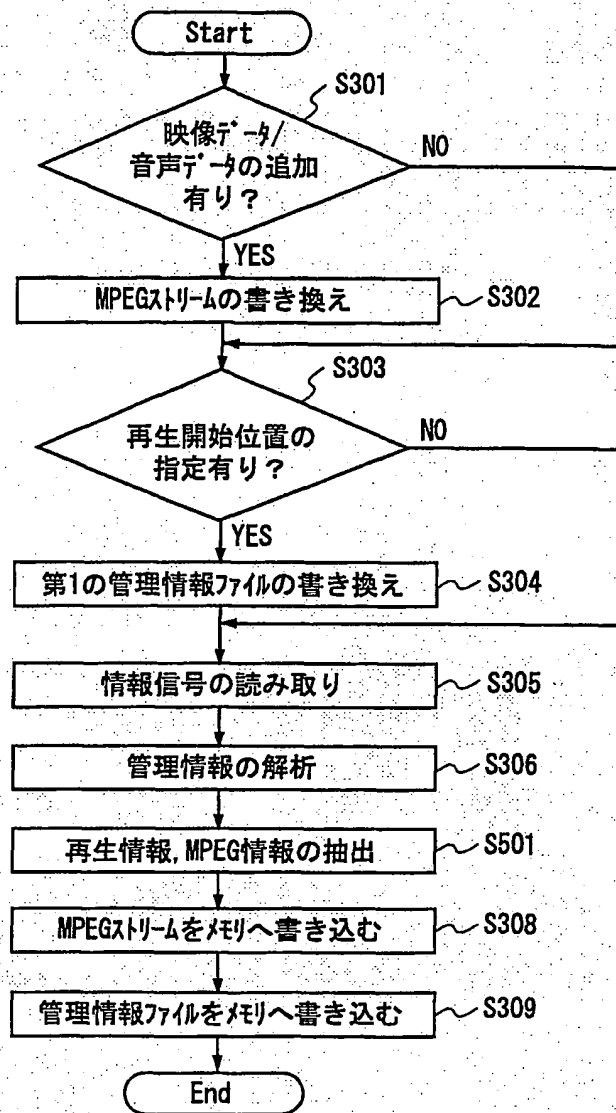 Start
S301
映像ﾃﾞｰﾀ/
音声ﾃﾞｰﾀの追加
有り？
NO
YES
MPEGｽﾄﾘｰﾑの書き換え
S302
S303
再生開始位置の
指定有り？
NO
YES
第1の管理情報ﾌｧｲﾙの書き換え
S304
情報信号の読み取り
S305
管理情報の解析
S306
再生情報,MPEG情報の抽出
S501
MPEGｽﾄﾘｰﾑをﾒﾓﾘへ書き込む
S308
管理情報ﾌｧｲﾙをﾒﾓﾘへ書き込む
S309
End